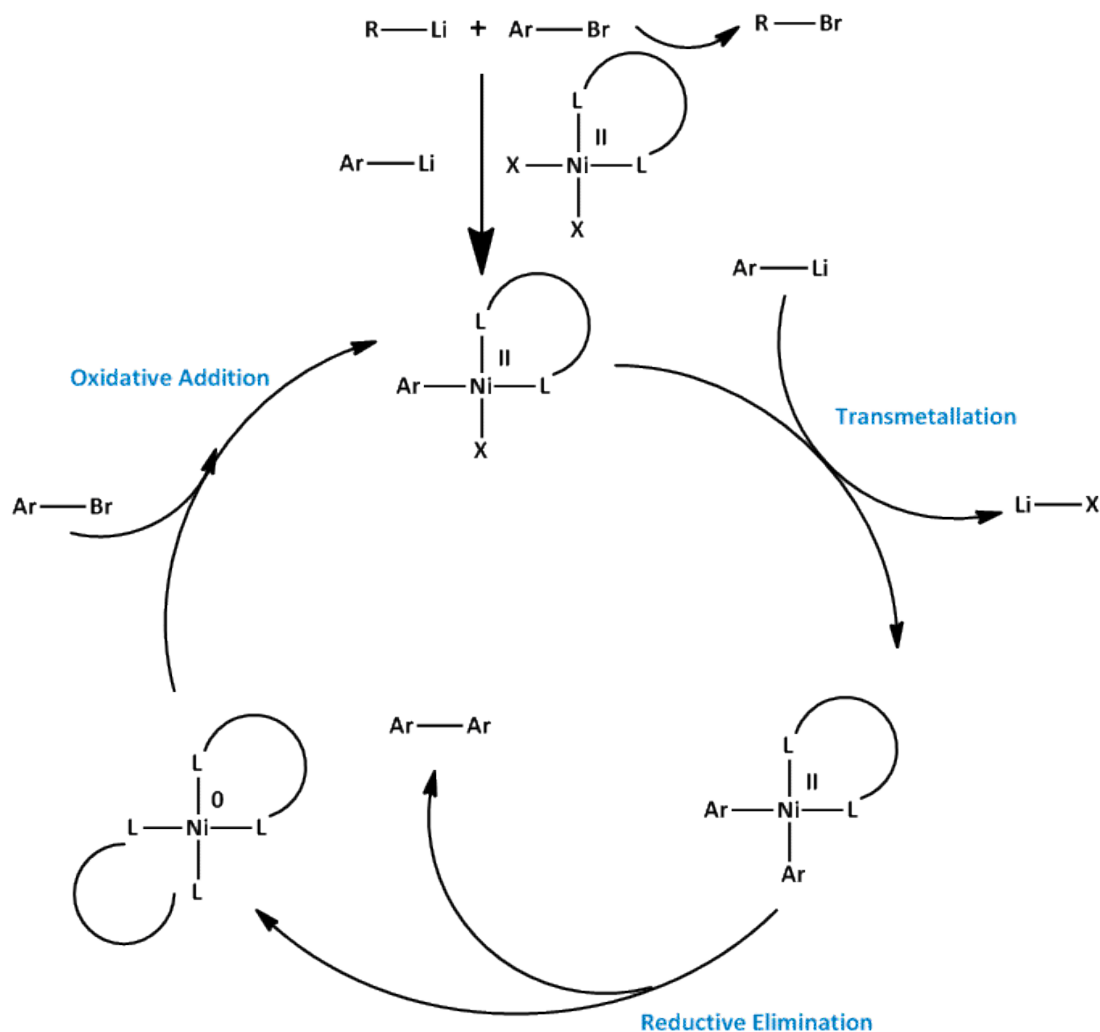 R—Li + Ar—Br R—Br
L
II
Ar—Li X—Ni—L
X
Ar—Li
L
II
Oxidative Addition
Ar—Ni—L
Transmetallation
X
Ar—Br Li—X
Ar—Ar
L
L
0
II
Ar—Ni—L
L—Ni—L
Ar
L
Reductive Elimination